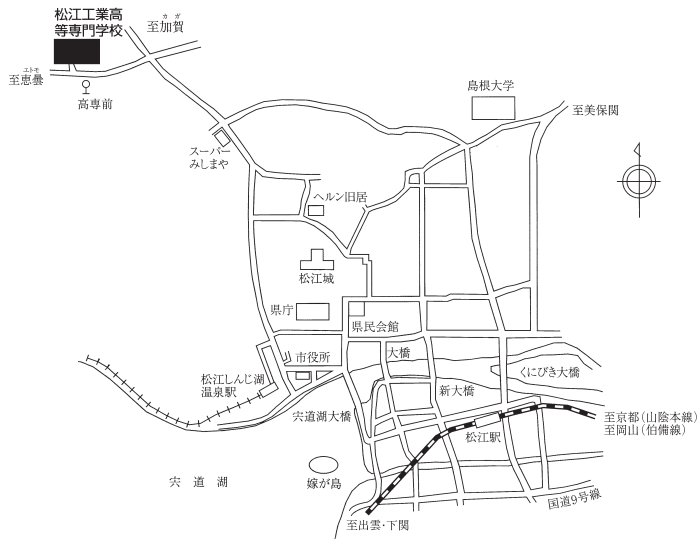 松江工業高
等専門学校
カガ
至加賀
エトモ
至恵曇
高専前
島根大学
至美保関
スーパー
みしまや
ヘルン旧居
松江城
県庁
県民会館
市役所
大橋
松江しんじ湖
温泉駅
くにびき大橋
新大橋
宍道湖大橋
松江駅
至京都(山陰本線)
至岡山(伯備線)
宍道湖
嫁が島
国道9号線
至出雲・下関